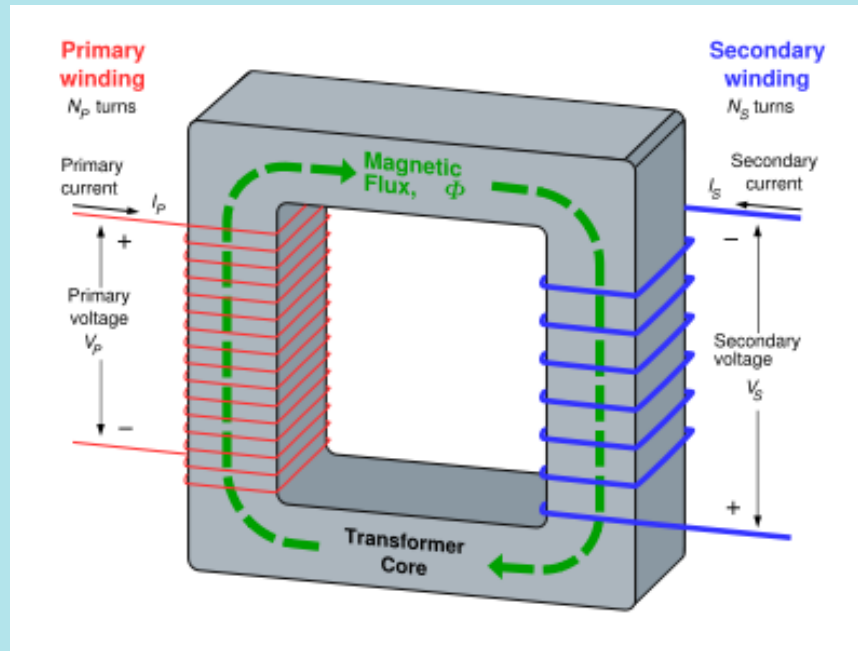 Primary
winding
N_P turns
Primary
current
I_P
+
Primary
voltage
V_P
−
Magnetic
Flux, Φ
Transformer
Core
Secondary
winding
N_S turns
Secondary
current
I_S
−
Secondary
voltage
V_S
+